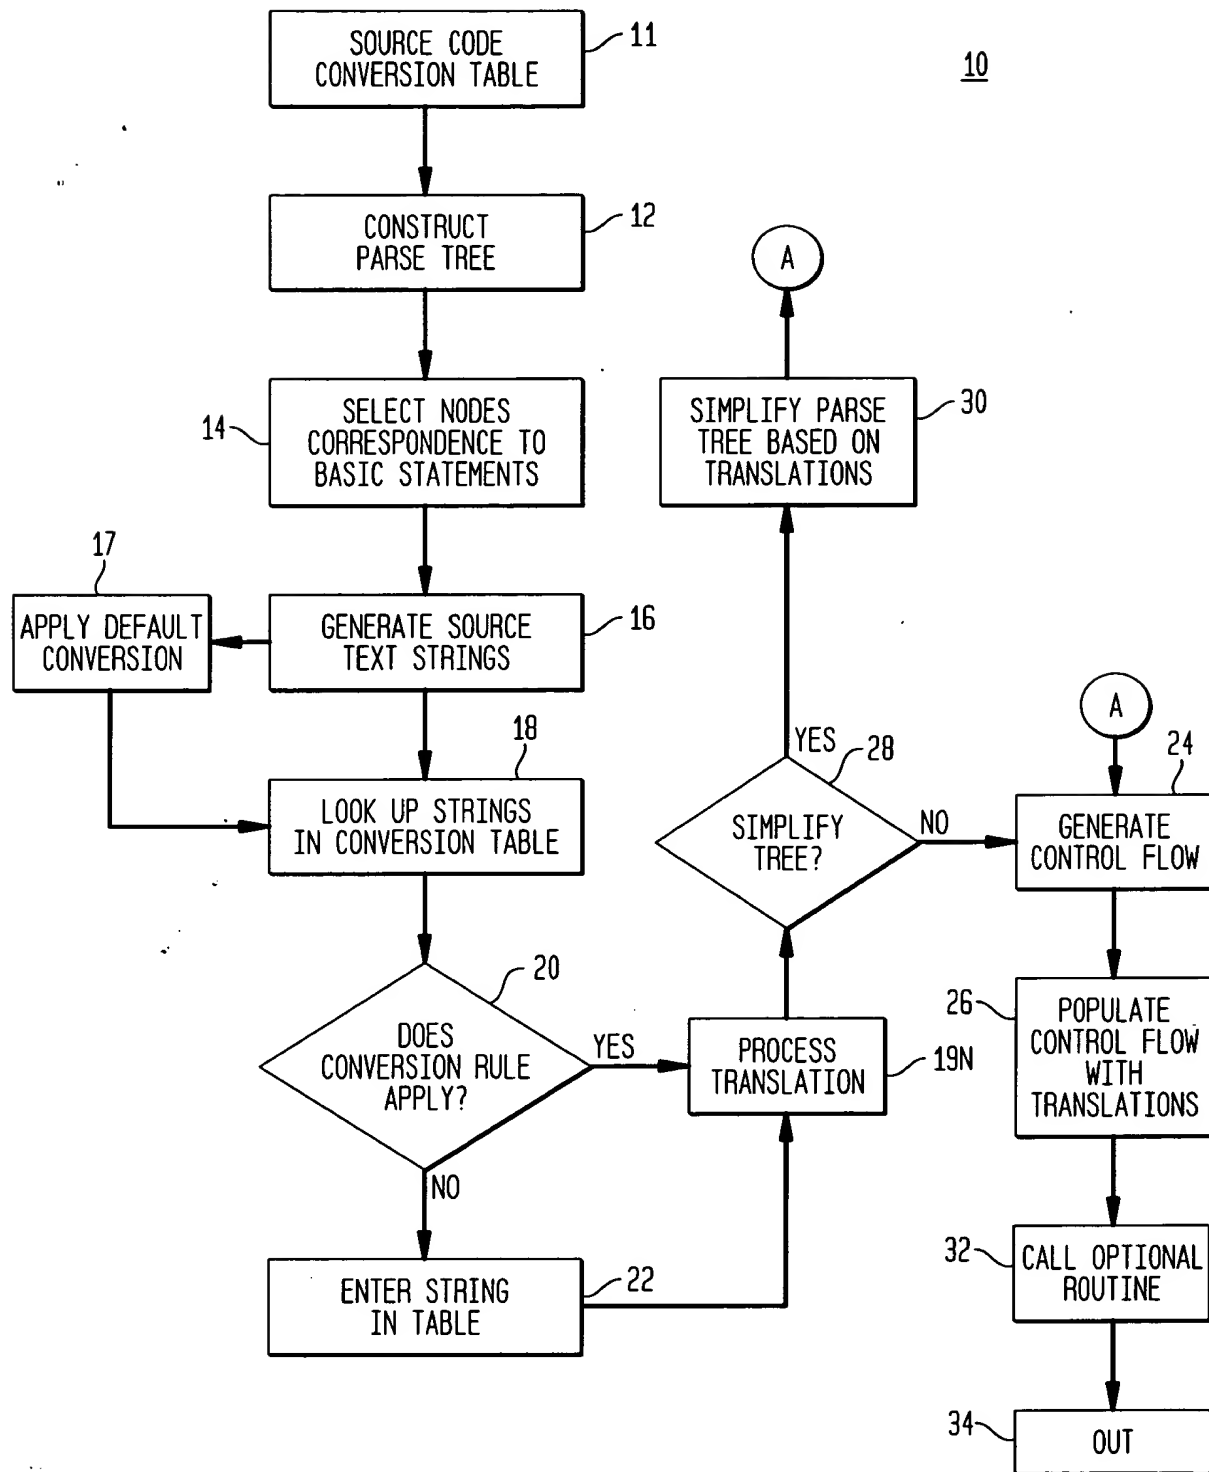 SOURCE CODE
CONVERSION TABLE
11
10
CONSTRUCT
PARSE TREE
12
A
SELECT NODES
CORRESPONDENCE TO
BASIC STATEMENTS
14
SIMPLIFY PARSE
TREE BASED ON
TRANSLATIONS
30
17
APPLY DEFAULT
CONVERSION
GENERATE SOURCE
TEXT STRINGS
16
18
LOOK UP STRINGS
IN CONVERSION TABLE
YES
28
SIMPLIFY
TREE?
NO
A
24
GENERATE
CONTROL FLOW
20
DOES
CONVERSION RULE
APPLY?
YES
NO
PROCESS
TRANSLATION
19N
26
POPULATE
CONTROL FLOW
WITH
TRANSLATIONS
ENTER STRING
IN TABLE
22
32
CALL OPTIONAL
ROUTINE
34
OUT